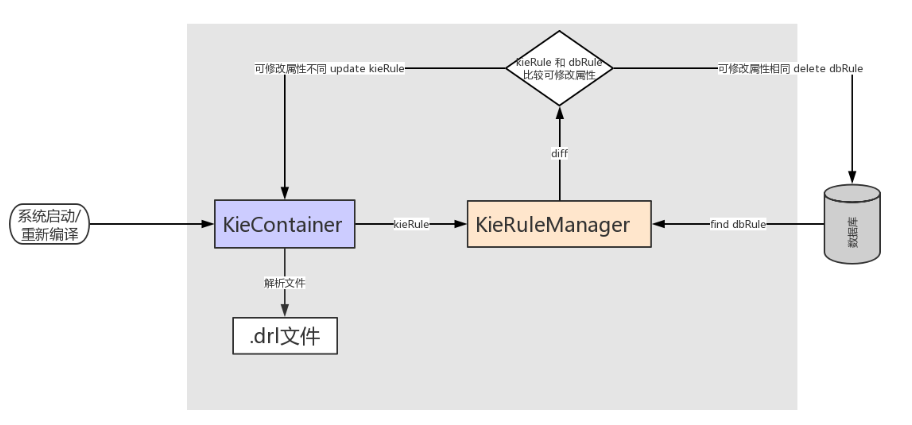 kieRule 和 dbRule
比较可修改属性
可修改属性不同 update kieRule
可修改属性相同 delete dbRule
diff
系统启动/
重新编译
KieContainer
kieRule
KieRuleManager
find dbRule
数据库
解析文件
.drl文件